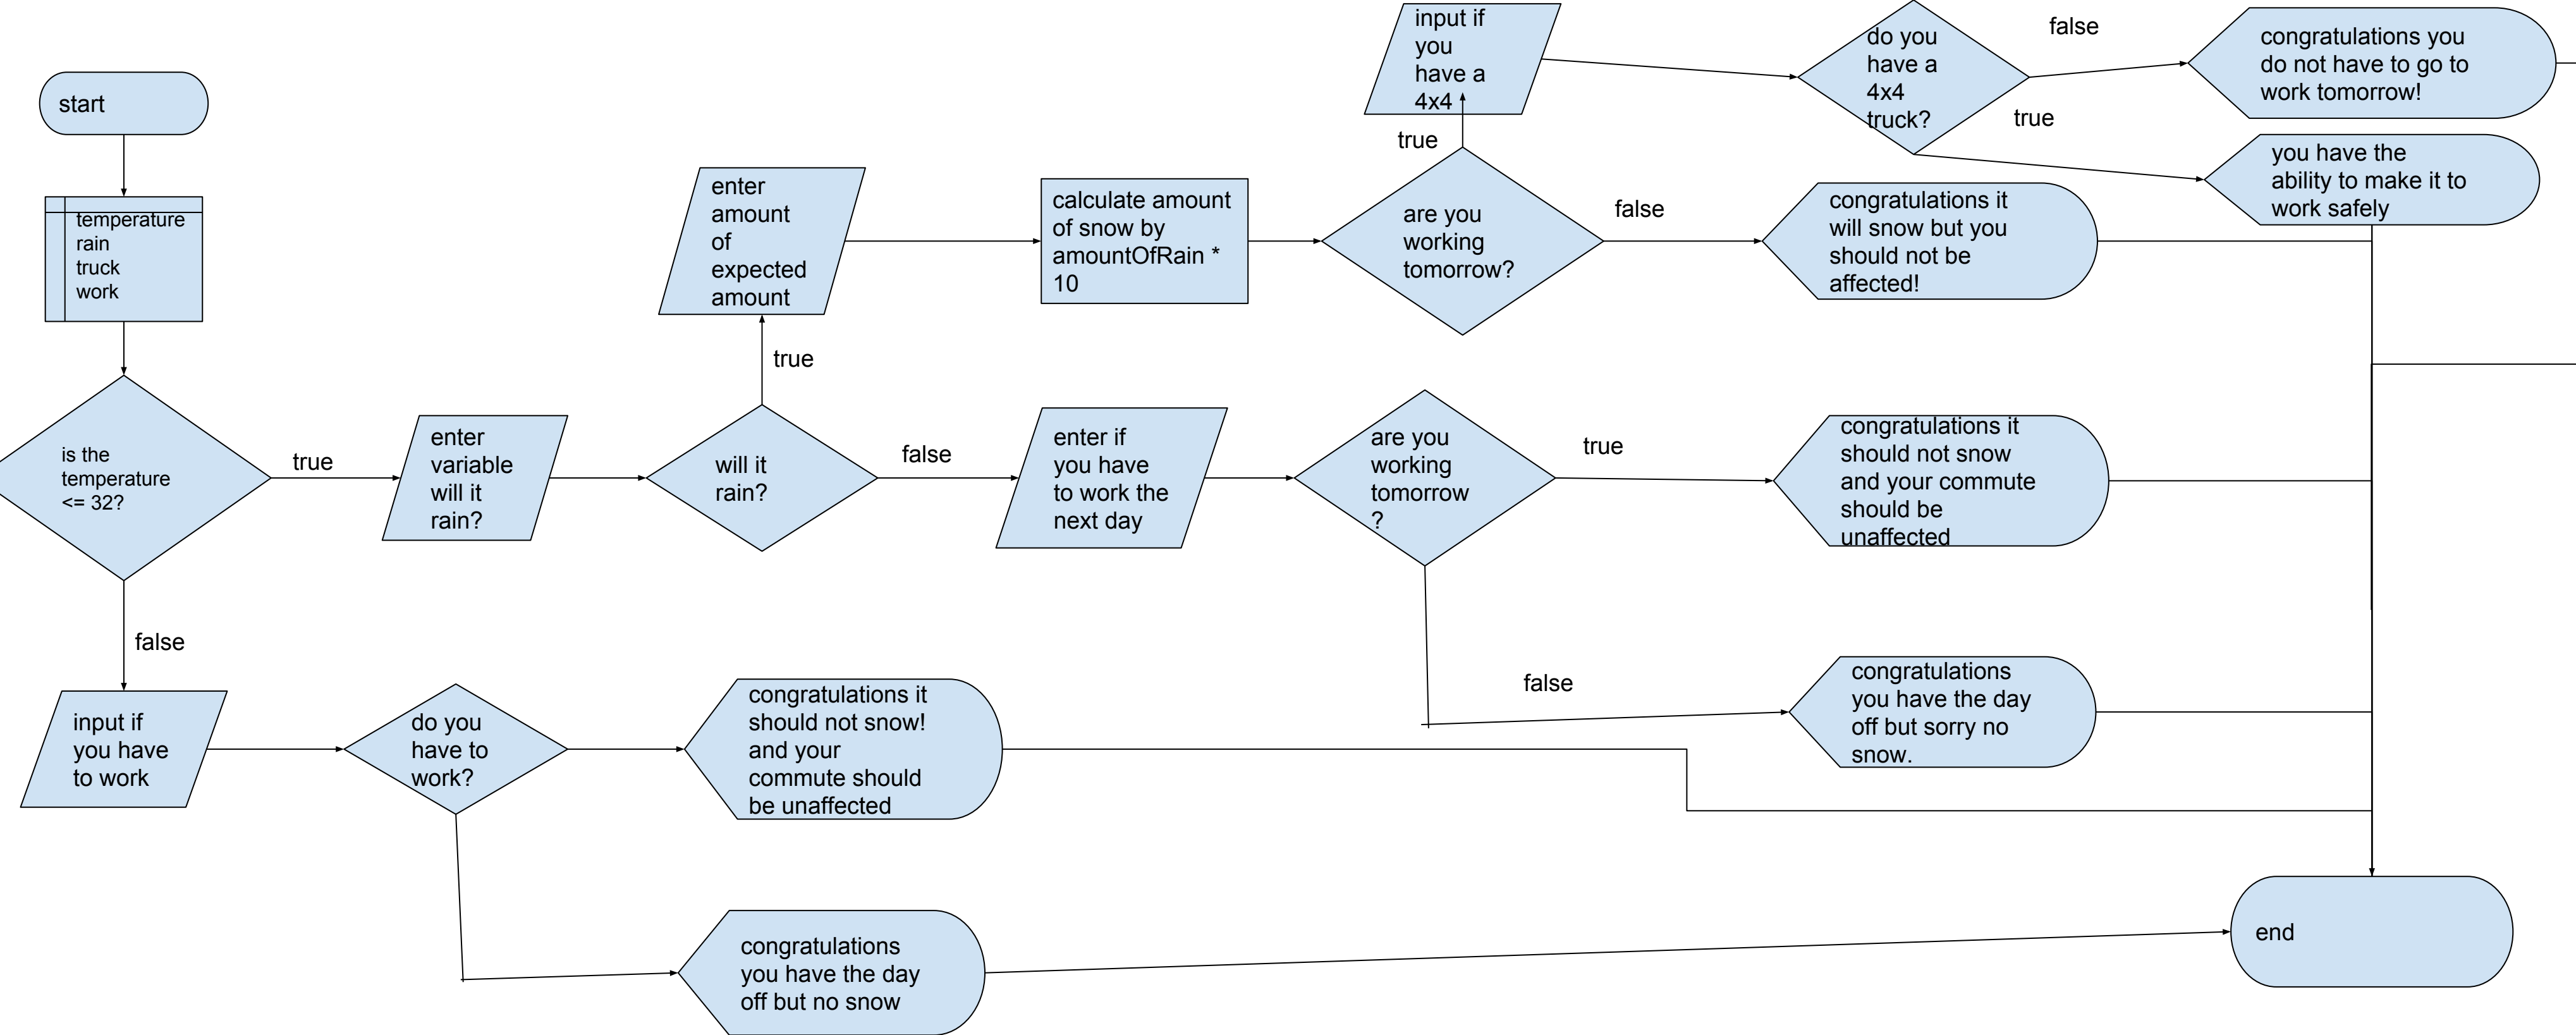 start
temperature
rain
truck
work
is the
temperature
<= 32?
true
false
enter
variable
will it
rain?
will it
rain?
true
false
enter
amount
of
expected
amount
calculate amount
of snow by
amountOfRain *
10
are you
working
tomorrow?
true
false
input if
you
have a
4x4
do you
have a
4x4
truck?
false
true
congratulations you
do not have to go to
work tomorrow!
you have the
ability to make it to
work safely
congratulations it
will snow but you
should not be
affected!
enter if
you have
to work the
next day
are you
working
tomorrow
?
true
false
congratulations it
should not snow
and your commute
should be
unaffected
congratulations
you have the day
off but sorry no
snow.
input if
you have
to work
do you
have to
work?
congratulations it
should not snow!
and your
commute should
be unaffected
congratulations
you have the day
off but no snow
end